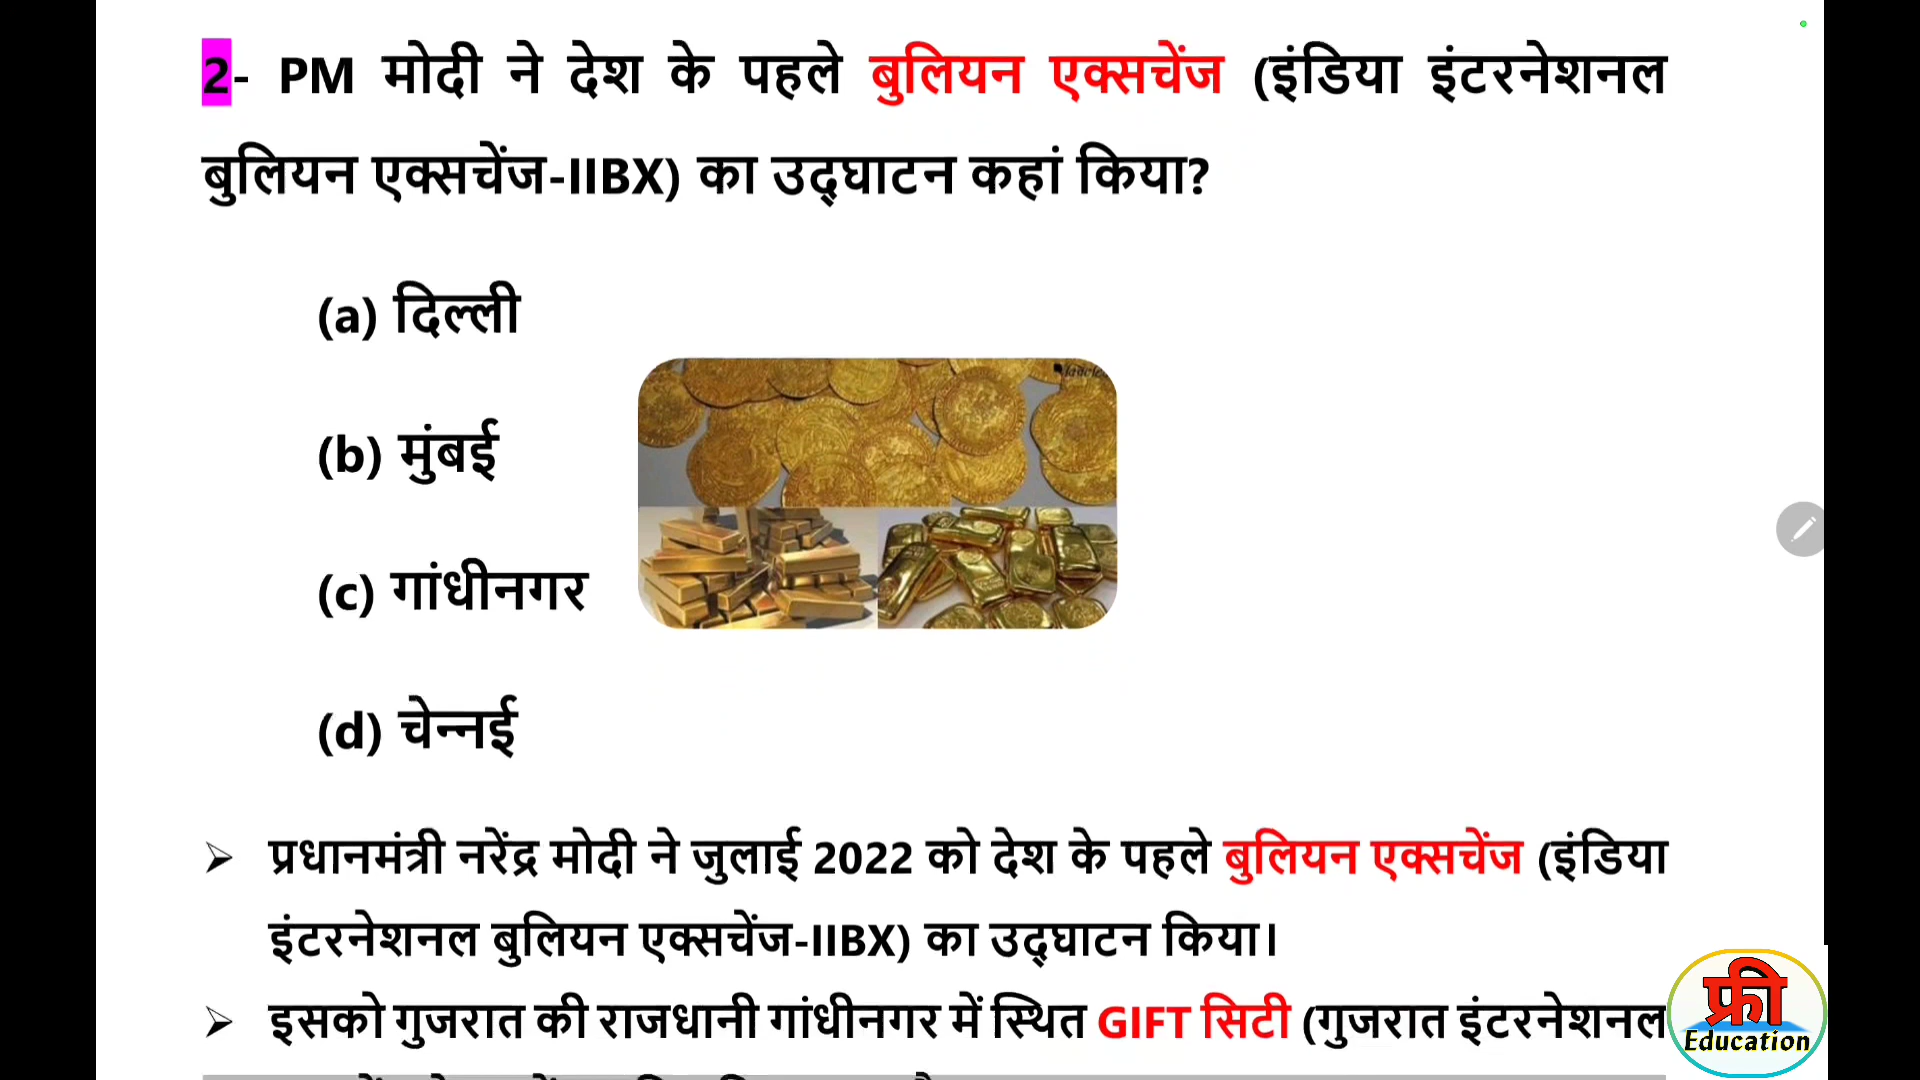 2- PM मोदी ने देश के पहले बुलियन एक्सचेंज (इंडिया इंटरनेशनल
बुलियन एक्सचेंज-IIBX) का उद्घाटन कहां किया?
(a) दिल्ली
(b) मुंबई
(c) गांधीनगर
(d) चेन्नई
➢ प्रधानमंत्री नरेंद्र मोदी ने जुलाई 2022 को देश के पहले बुलियन एक्सचेंज (इंडिया
इंटरनेशनल बुलियन एक्सचेंज-IIBX) का उद्घाटन किया।
➢ इसको गुजरात की राजधानी गांधीनगर में स्थित GIFT सिटी (गुजरात इंटरनेशनल
फ्री
Education